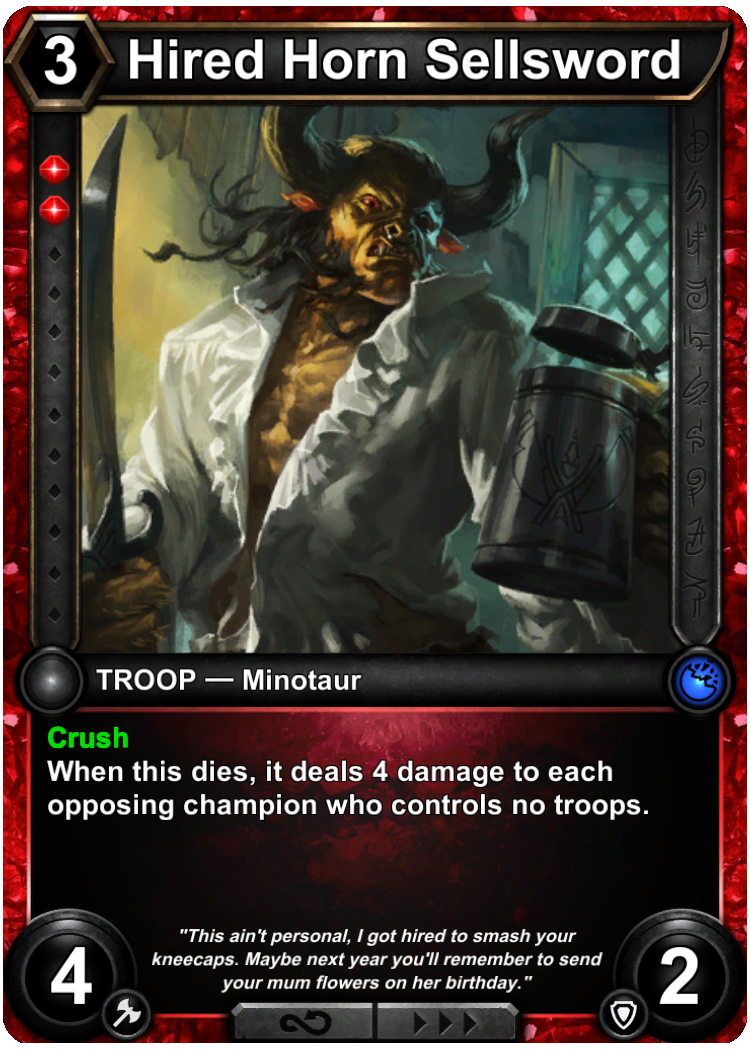 3
Hired Horn Sellsword
TROOP — Minotaur
Crush
When this dies, it deals 4 damage to each
opposing champion who controls no troops.
"This ain't personal, I got hired to smash your
kneecaps. Maybe next year you'll remember to send
your mum flowers on her birthday."
4
2